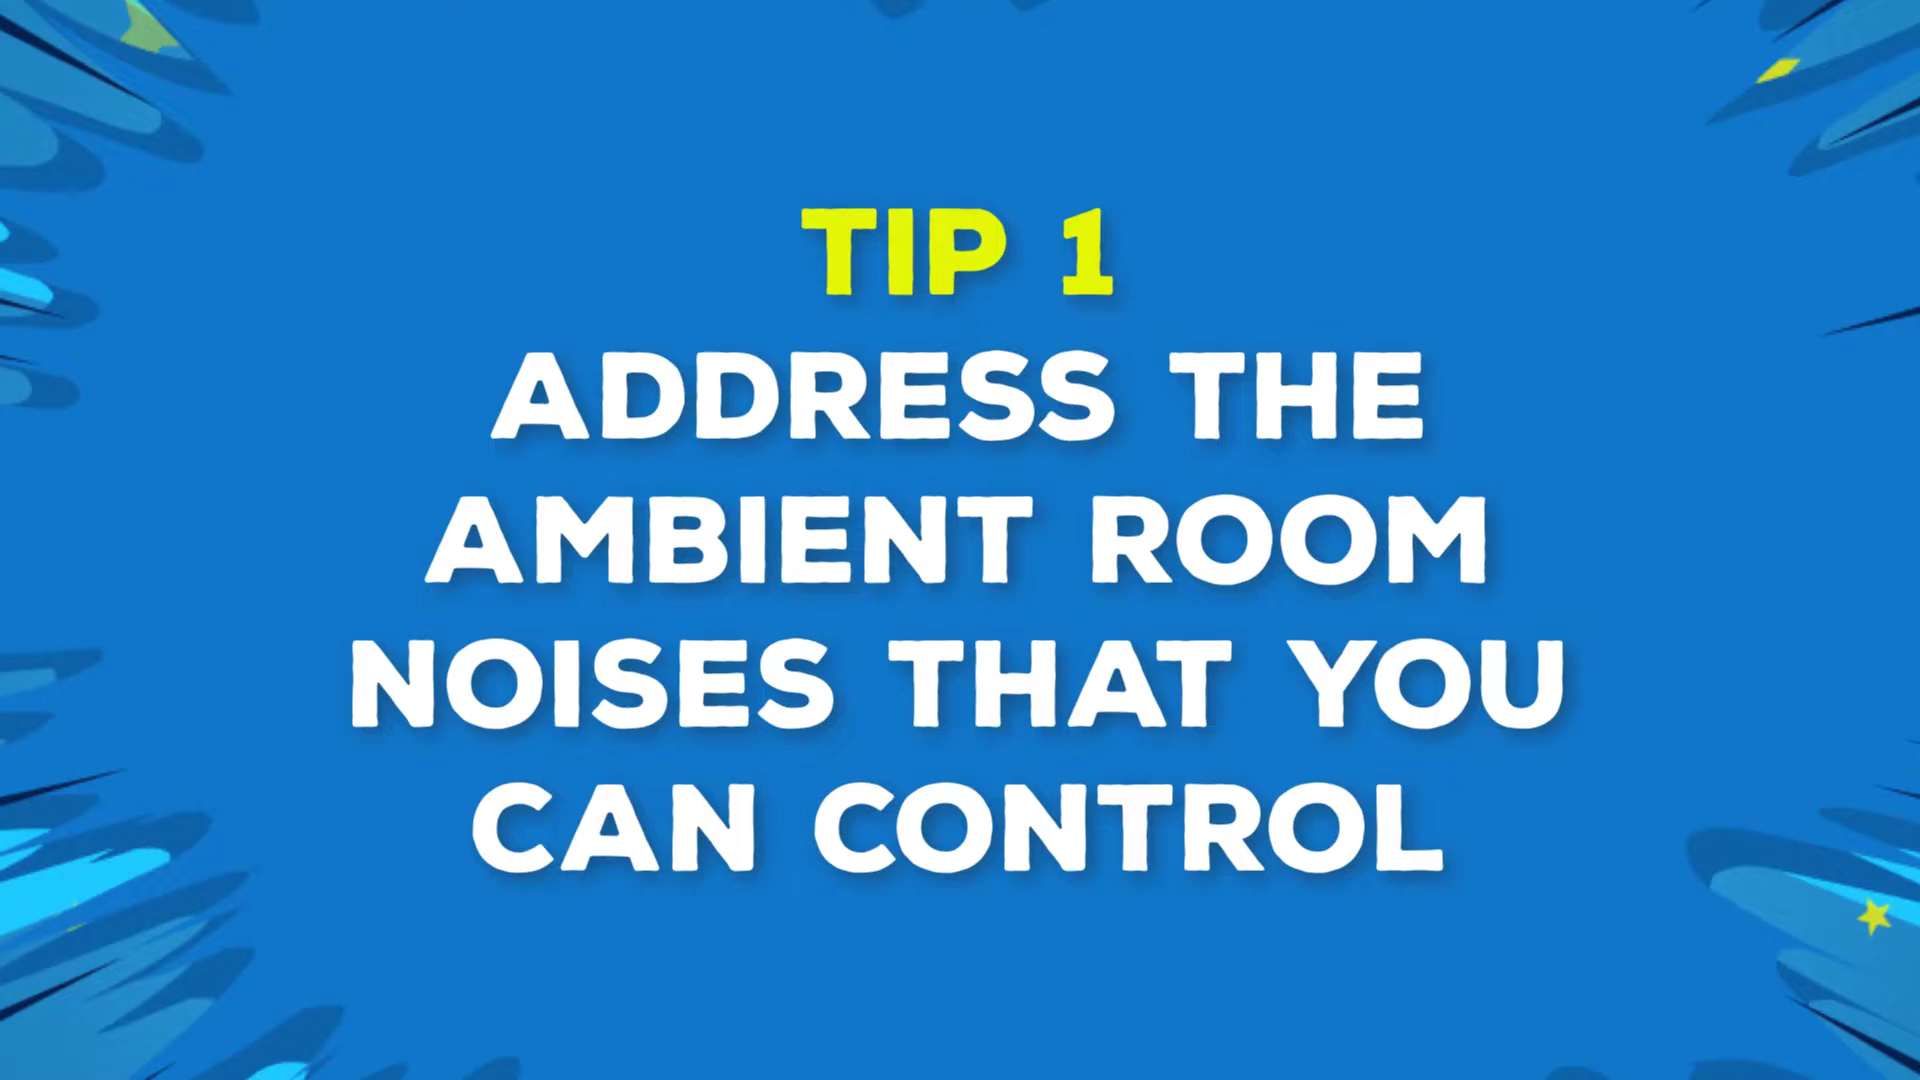 TIP 1
ADDRESS THE
AMBIENT ROOM
NOISES THAT YOU
CAN CONTROL